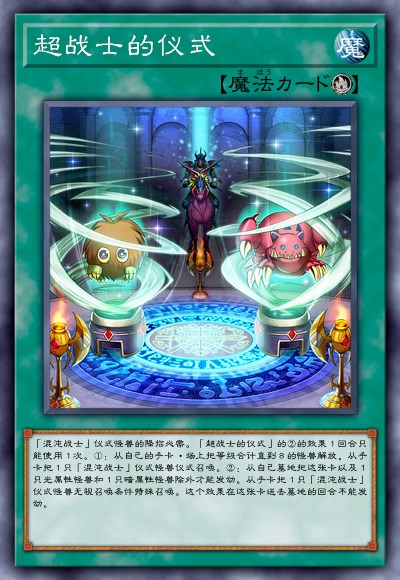 超战士的仪式
魔
まほう
【魔法カード】
「混沌战士」仪式怪兽的降临必需。「超战士的仪式」的②的效果1回合只
能使用1次。①：从自己的手卡·场上把等级合计直到8的怪兽解放，从手
卡把1只「混沌战士」仪式怪兽仪式召唤。②：从自己墓地把这张卡以及1
只光属性怪兽和1只暗属性怪兽除外才能发动。从手卡把1只「混沌战士」
仪式怪兽无视召唤条件特殊召唤。这个效果在这张卡送去墓地的回合不能发
动。